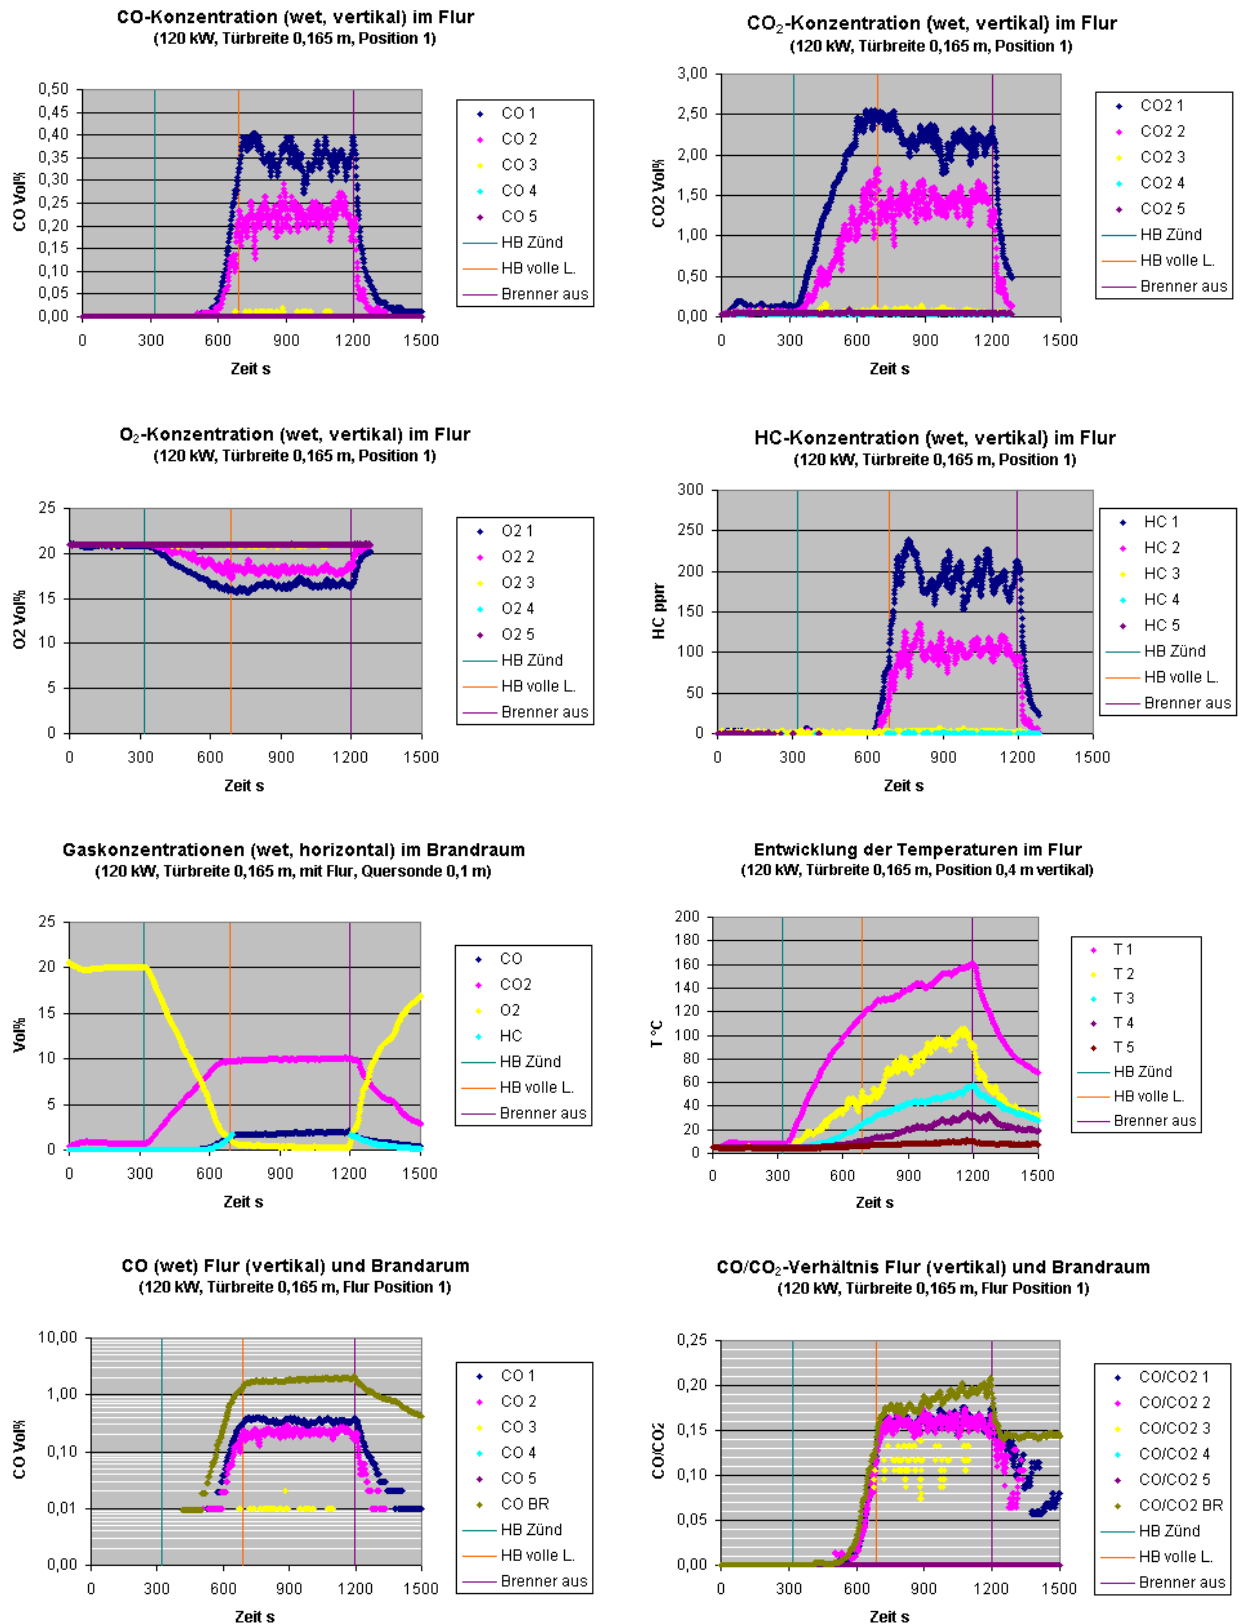 CO-Konzentration (wet, vertikal) im Flur
(120 kW, Türbreite 0,165 m, Position 1)
CO Vol%
0,50
0,45
0,40
0,35
0,30
0,25
0,20
0,15
0,10
0,05
0,00
0 300 600 900 1200 1500
Zeit s
CO 1
CO 2
CO 3
CO 4
CO 5
HB Zünd
HB volle L.
Brenner aus
CO₂-Konzentration (wet, vertikal) im Flur
(120 kW, Türbreite 0,165 m, Position 1)
CO2 Vol%
3,00
2,50
2,00
1,50
1,00
0,50
0,00
0 300 600 900 1200 1500
Zeit s
CO2 1
CO2 2
CO2 3
CO2 4
CO2 5
HB Zünd
HB volle L.
Brenner aus
O₂-Konzentration (wet, vertikal) im Flur
(120 kW, Türbreite 0,165 m, Position 1)
O2 Vol%
25
20
15
10
5
0
0 300 600 900 1200 1500
Zeit s
O2 1
O2 2
O2 3
O2 4
O2 5
HB Zünd
HB volle L.
Brenner aus
HC-Konzentration (wet, vertikal) im Flur
(120 kW, Türbreite 0,165 m, Position 1)
HC ppm
300
250
200
150
100
50
0
0 300 600 900 1200 1500
Zeit s
HC 1
HC 2
HC 3
HC 4
HC 5
HB Zünd
HB volle L.
Brenner aus
Gaskonzentrationen (wet, horizontal) im Brandraum
(120 kW, Türbreite 0,165 m, mit Flur, Quersonde 0,1 m)
Vol%
25
20
15
10
5
0
0 300 600 900 1200 1500
Zeit s
CO
CO2
O2
HC
HB Zünd
HB volle L.
Brenner aus
Entwicklung der Temperaturen im Flur
(120 kW, Türbreite 0,165 m, Position 0,4 m vertikal)
T °C
200
180
160
140
120
100
80
60
40
20
0
0 300 600 900 1200 1500
Zeit s
T 1
T 2
T 3
T 4
T 5
HB Zünd
HB volle L.
Brenner aus
CO (wet) Flur (vertikal) und Brandarum
(120 kW, Türbreite 0,165 m, Flur Position 1)
CO Vol%
10,00
1,00
0,10
0,01
0,00
0 300 600 900 1200 1500
Zeit s
CO 1
CO 2
CO 3
CO 4
CO 5
CO BR
HB Zünd
HB volle L.
Brenner aus
CO/CO₂-Verhältnis Flur (vertikal) und Brandraum
(120 kW, Türbreite 0,165 m, Flur Position 1)
CO/CO2
0,25
0,20
0,15
0,10
0,05
0,00
0 300 600 900 1200 1500
Zeit s
CO/CO2 1
CO/CO2 2
CO/CO2 3
CO/CO2 4
CO/CO2 5
CO/CO2 BR
HB Zünd
HB volle L.
Brenner aus